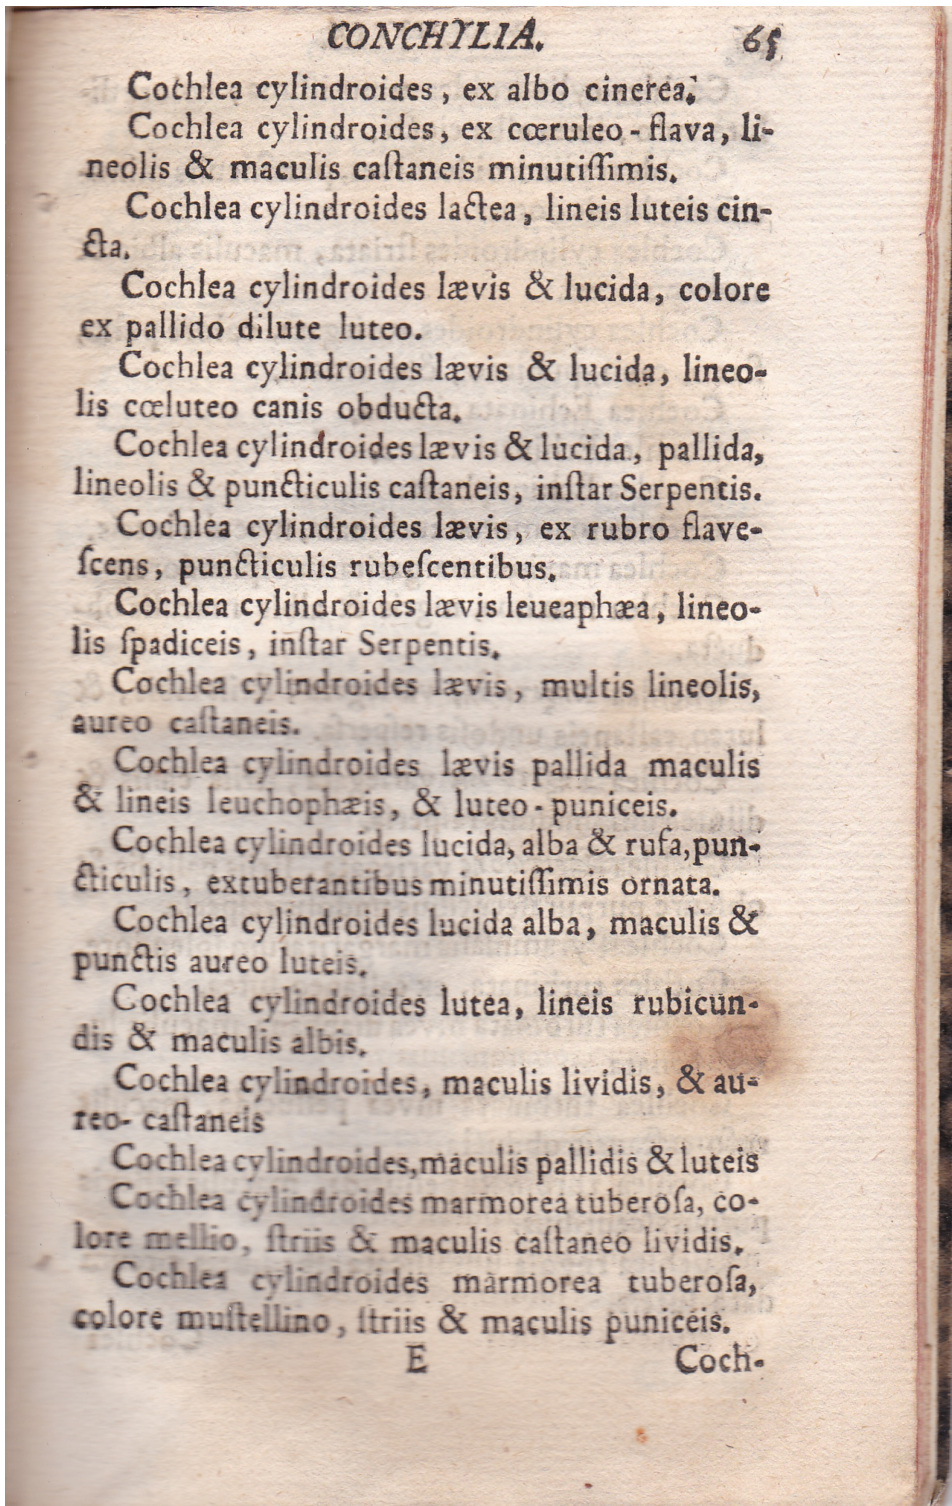 CONCHYLIA. 65
Cochlea cylindroides, ex albo cinerea.
Cochlea cylindroides, ex cœruleo-flava, li-
neolis & maculis caſtaneis minutiſſimis.
Cochlea cylindroides lactea, lineis luteis cin-
cta.
Cochlea cylindroides lævis & lucida, colore
ex pallido dilute luteo.
Cochlea cylindroides lævis & lucida, lineo-
lis cœluteo canis obducta.
Cochlea cylindroides lævis & lucida, pallida,
lineolis & puncticulis caſtaneis, inſtar Serpentis.
Cochlea cylindroides lævis, ex rubro flave-
ſcens, puncticulis rubeſcentibus.
Cochlea cylindroides lævis leueaphæa, lineo-
lis ſpadiceis, inſtar Serpentis.
Cochlea cylindroides lævis, multis lineolis,
aureo caſtaneis.
Cochlea cylindroides lævis pallida maculis
& lineis leuchophæis, & luteo-puniceis.
Cochlea cylindroides lucida, alba & rufa, pun-
cticulis, extuberantibus minutiſſimis ornata.
Cochlea cylindroides lucida alba, maculis &
punctis aureo luteis.
Cochlea cylindroides lutea, lineis rubicun-
dis & maculis albis.
Cochlea cylindroides, maculis lividis, & au-
reo-caſtaneis
Cochlea cylindroides, maculis pallidis & luteis
Cochlea cylindroides marmorea tuberoſa, co-
lore mellio, ſtriis & maculis caſtaneo lividis.
Cochlea cylindroides marmorea tuberoſa,
colore muſtellino, ſtriis & maculis puniceis.
E Coch-